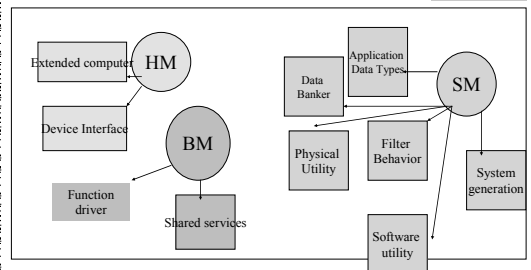 Extended computer
HM
Device Interface
BM
Function
driver
Shared services
Application
Data Types
SM
Data
Banker
Physical
Utility
Filter
Behavior
System
generation
Software
utility